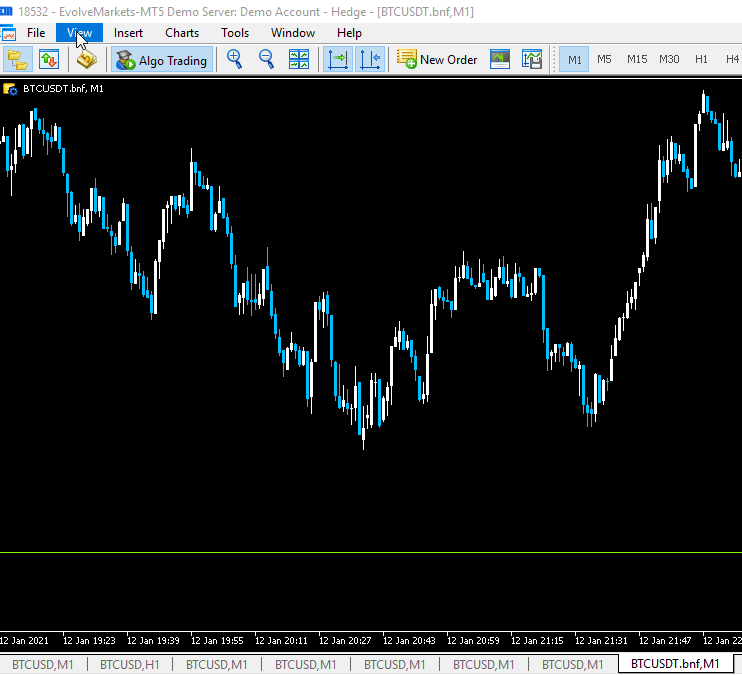 18532 - EvolveMarkets-MT5 Demo Server: Demo Account - Hedge - [BTCUSDT.bnf,M1]
File View Insert Charts Tools Window Help
Algo Trading New Order M1 M5 M15 M30 H1 H4
BTCUSDT.bnf, M1
12 Jan 2021 12 Jan 19:23 12 Jan 19:39 12 Jan 19:55 12 Jan 20:11 12 Jan 20:27 12 Jan 20:43 12 Jan 20:59 12 Jan 21:15 12 Jan 21:31 12 Jan 21:47 12 Jan 22
BTCUSD,M1 BTCUSD,H1 BTCUSD,M1 BTCUSD,M1 BTCUSD,M1 BTCUSD,M1 BTCUSD,M1 BTCUSDT.bnf,M1